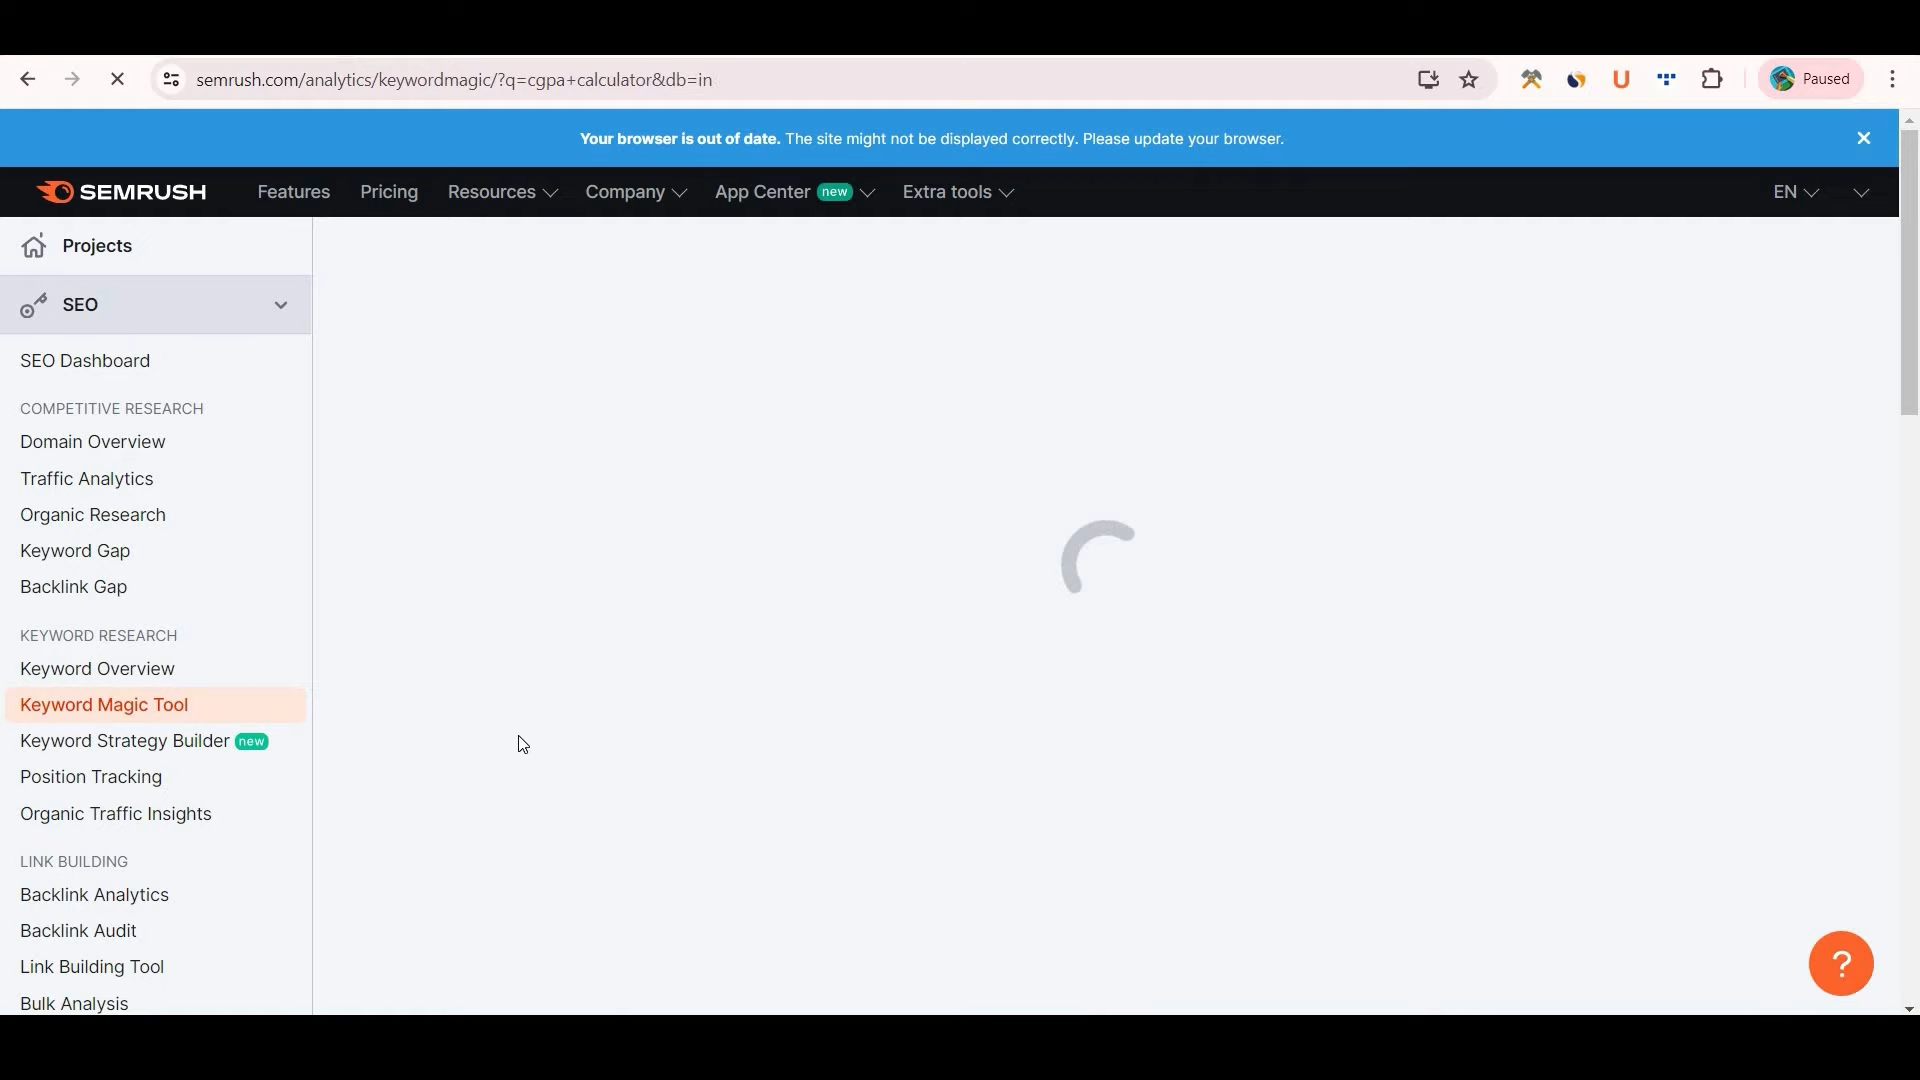 semrush.com/analytics/keywordmagic/?q=cgpa+calculator&db=in
Paused
Your browser is out of date. The site might not be displayed correctly. Please update your browser.
SEMRUSH
Features
Pricing
Resources
Company
App Center new
Extra tools
EN
Projects
SEO
SEO Dashboard
COMPETITIVE RESEARCH
Domain Overview
Traffic Analytics
Organic Research
Keyword Gap
Backlink Gap
KEYWORD RESEARCH
Keyword Overview
Keyword Magic Tool
Keyword Strategy Builder new
Position Tracking
Organic Traffic Insights
LINK BUILDING
Backlink Analytics
Backlink Audit
Link Building Tool
Bulk Analysis
?